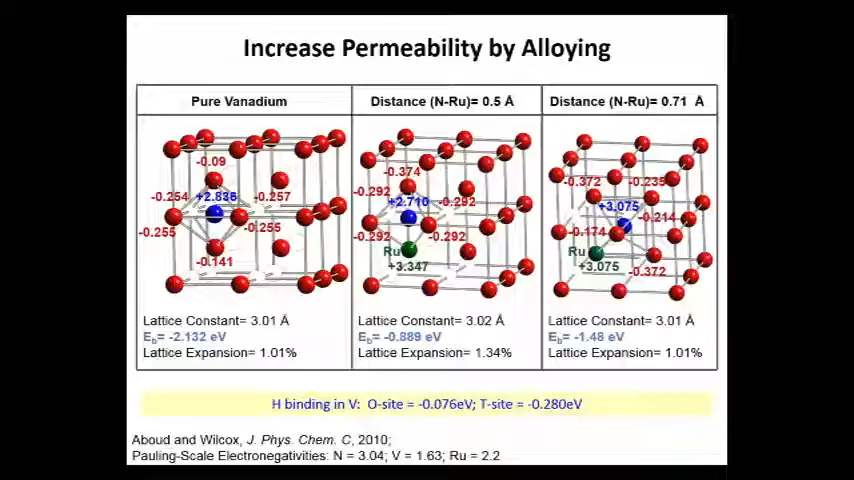 Increase Permeability by Alloying
Pure Vanadium
-0.09
-0.254 +2.836 -0.257
-0.255 -0.255
-0.141
Lattice Constant= 3.01 Å
Eb= -2.132 eV
Lattice Expansion= 1.01%
Distance (N-Ru)= 0.5 Å
-0.374
-0.292
+2.710 -0.292
-0.292 -0.292
Ru
+3.347
Lattice Constant= 3.02 Å
Eb= -0.889 eV
Lattice Expansion= 1.34%
Distance (N-Ru)= 0.71 Å
-0.372 -0.235
+3.075
-0.214
-0.174
Ru
+3.075 -0.372
Lattice Constant= 3.01 Å
Eb= -1.48 eV
Lattice Expansion= 1.01%
H binding in V: O-site = -0.076eV; T-site = -0.280eV
Aboud and Wilcox, J. Phys. Chem. C, 2010;
Pauling-Scale Electronegativities: N = 3.04; V = 1.63; Ru = 2.2